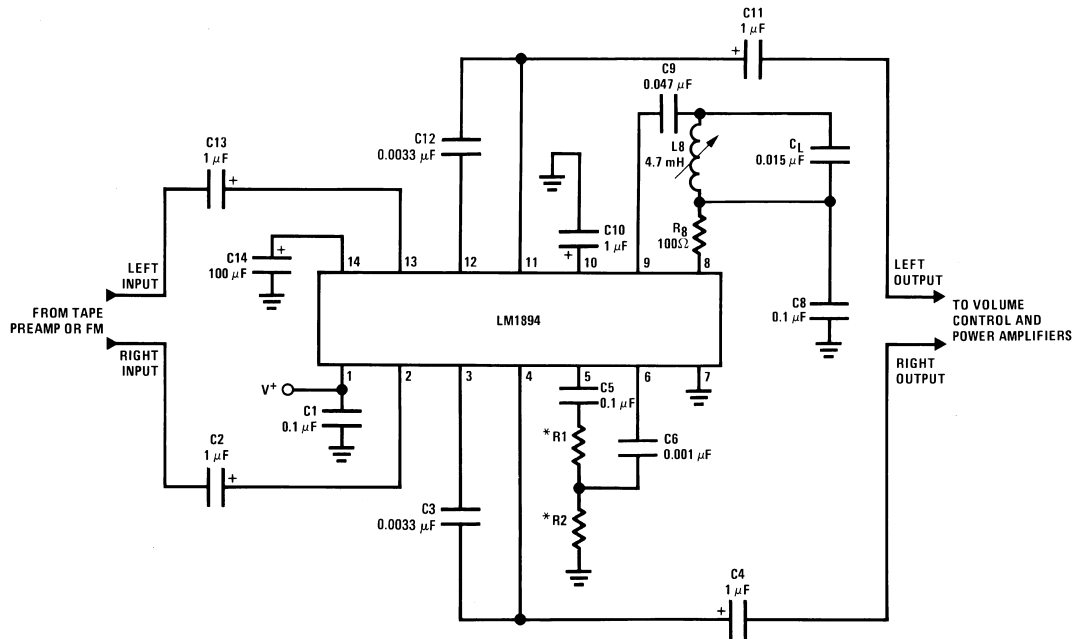 C11
1 μF
+
C9
0.047 μF
C13
1 μF
+
C12
0.0033 μF
L8
4.7 mH
CL
0.015 μF
C14
100 μF
+
C10
1 μF
+
R8
100Ω
14
13
12
11
10
9
8
LEFT
INPUT
FROM TAPE
PREAMP OR FM
RIGHT
INPUT
LM1894
C8
0.1 μF
LEFT
OUTPUT
TO VOLUME
CONTROL AND
POWER AMPLIFIERS
RIGHT
OUTPUT
1
2
3
4
5
6
7
V+
C1
0.1 μF
C5
0.1 μF
*R1
C6
0.001 μF
C2
1 μF
+
C3
0.0033 μF
*R2
C4
1 μF
+